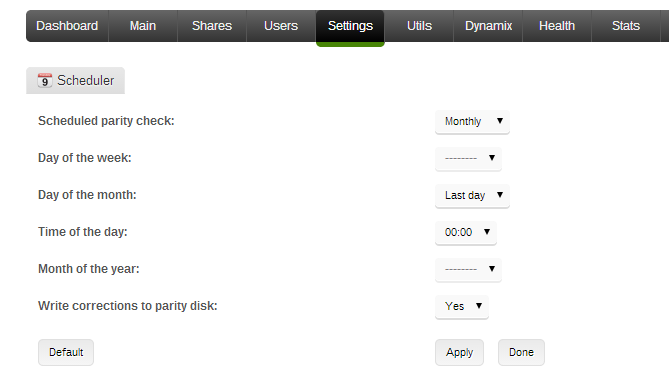 Dashboard Main Shares Users Settings Utils Dynamix Health Stats
9 Scheduler
Scheduled parity check: Monthly
Day of the week: --------
Day of the month: Last day
Time of the day: 00:00
Month of the year: --------
Write corrections to parity disk: Yes
Default Apply Done